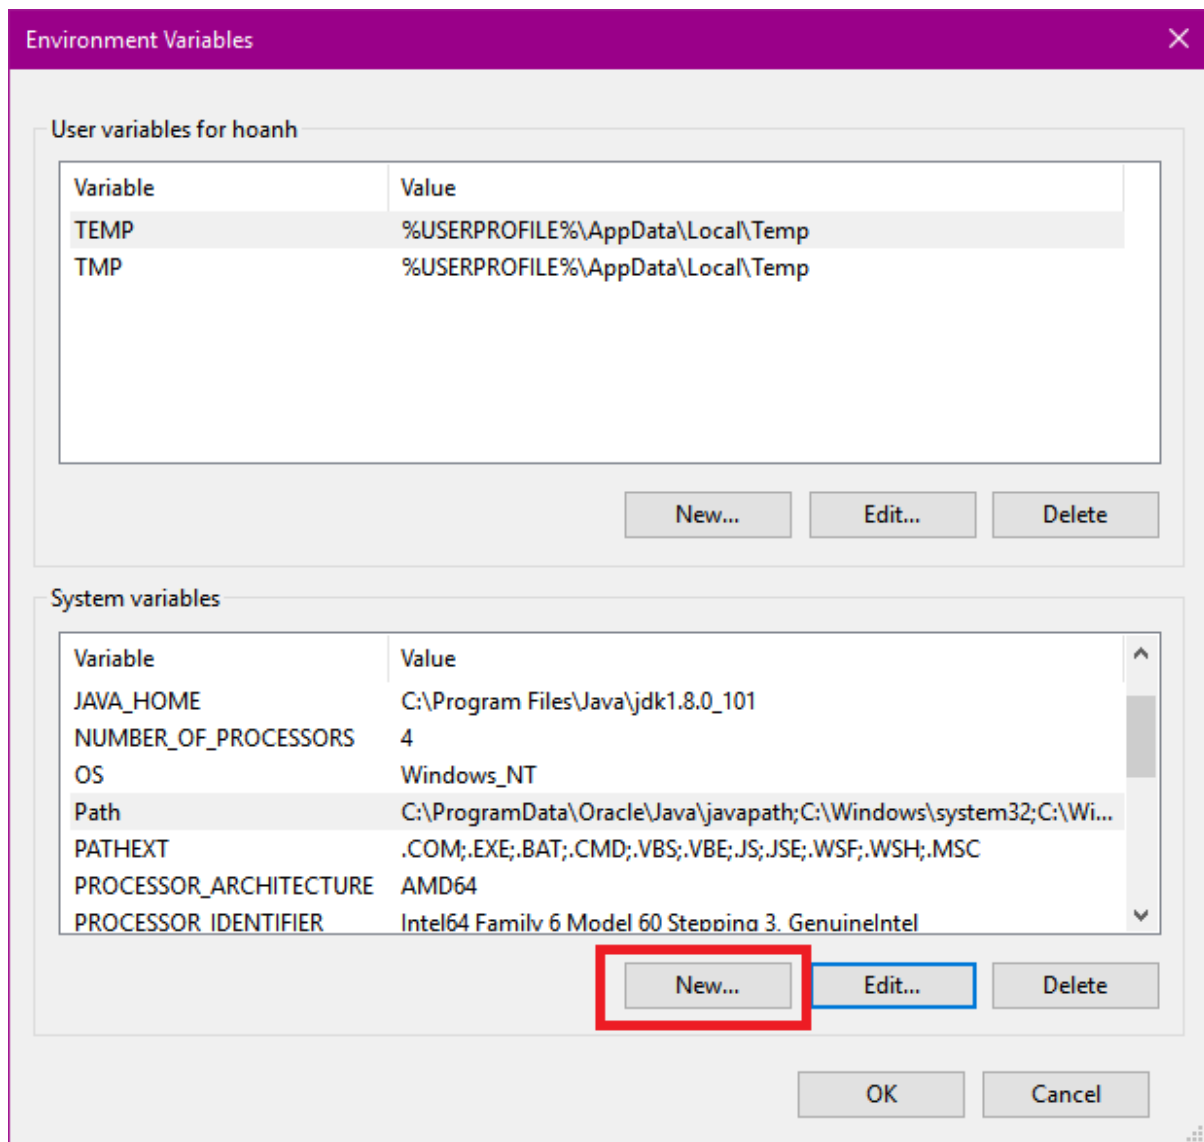 Environment Variables
User variables for hoanh
Variable Value
TEMP %USERPROFILE%\AppData\Local\Temp
TMP %USERPROFILE%\AppData\Local\Temp
New... Edit... Delete
System variables
Variable Value
JAVA_HOME C:\Program Files\Java\jdk1.8.0_101
NUMBER_OF_PROCESSORS 4
OS Windows_NT
Path C:\ProgramData\Oracle\Java\javapath;C:\Windows\system32;C:\Wi...
PATHEXT .COM;.EXE;.BAT;.CMD;.VBS;.VBE;.JS;.JSE;.WSF;.WSH;.MSC
PROCESSOR_ARCHITECTURE AMD64
PROCESSOR_IDENTIFIER Intel64 Family 6 Model 60 Stepping 3, GenuineIntel
New... Edit... Delete
OK Cancel